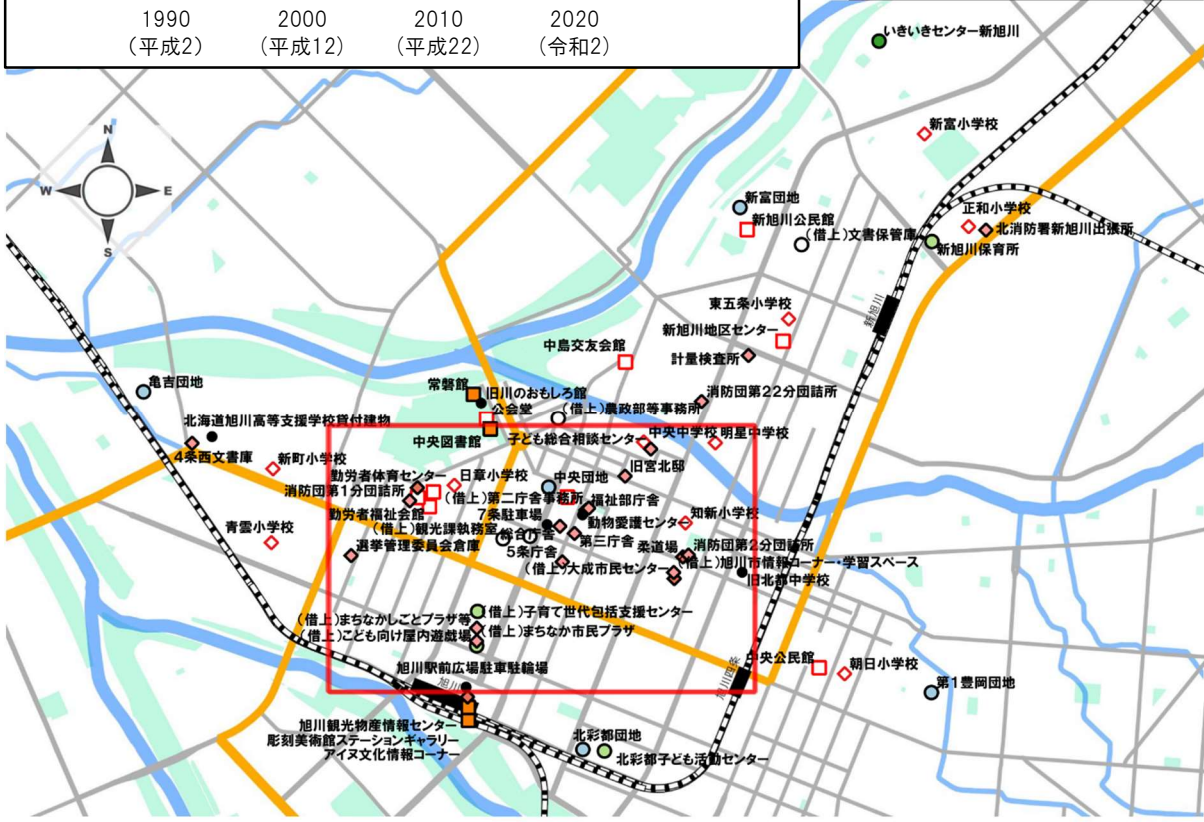 1990
2000
2010
2020
(平成2)
(平成12)
(平成22)
(令和2)
いきいきセンター新旭川
N
W
E
S
新富小学校
新富団地
新旭川公民館
(借上)文書保管庫
正和小学校
北消防署新旭川出張所
新旭川保育所
東五条小学校
新旭川
新旭川地区センター
中島交友会館
計量検査所
亀吉団地
常磐館
旧川のおもしろ館
公会堂
(借上)農政部等事務所
消防団第22分団詰所
北海道旭川高等支援学校貸付建物
中央図書館
子ども総合相談センター
中央中学校
明星中学校
4条西文書庫
新町小学校
勤労者体育センター
日章小学校
中央団地
旧宮北邸
消防団第1分団詰所
(借上)第二庁舎事務所
福祉部庁舎
勤労者福祉会館
7条駐車場
動物愛護センター
知新小学校
青雲小学校
(借上)観光課執務室
総合庁舎
第三庁舎
選挙管理委員会倉庫
5条庁舎
柔道場
消防団第2分団詰所
(借上)大成市民センター
(借上)旭川市情報コーナー・学習スペース
旧北都中学校
(借上)子育て世代包括支援センター
(借上)まちなかしごとプラザ等
(借上)まちなか市民プラザ
(借上)こども向け屋内遊戯場
旭川駅前広場駐車駐輪場
旭川
旭川四条
中央公民館
朝日小学校
第1豊岡団地
旭川観光物産情報センター
彫刻美術館ステーションギャラリー
アイヌ文化情報コーナー
北彩都団地
北彩都子ども活動センター